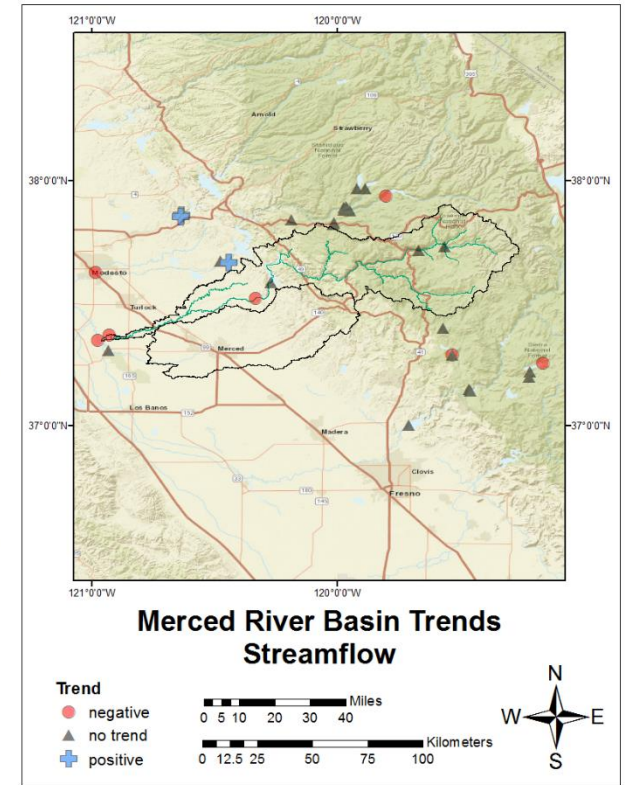 121°0'0"W
120°0'0"W
Arnold
Strawberry
38°0'0"N
38°0'0"N
Modesto
Turlock
Merced
Los Banos
37°0'0"N
37°0'0"N
Madera
Clovis
Fresno
121°0'0"W
120°0'0"W
Merced River Basin Trends
Streamflow
Trend
negative
no trend
positive
Miles
0 5 10 20 30 40
Kilometers
0 12.5 25 50 75 100
N
W E
S